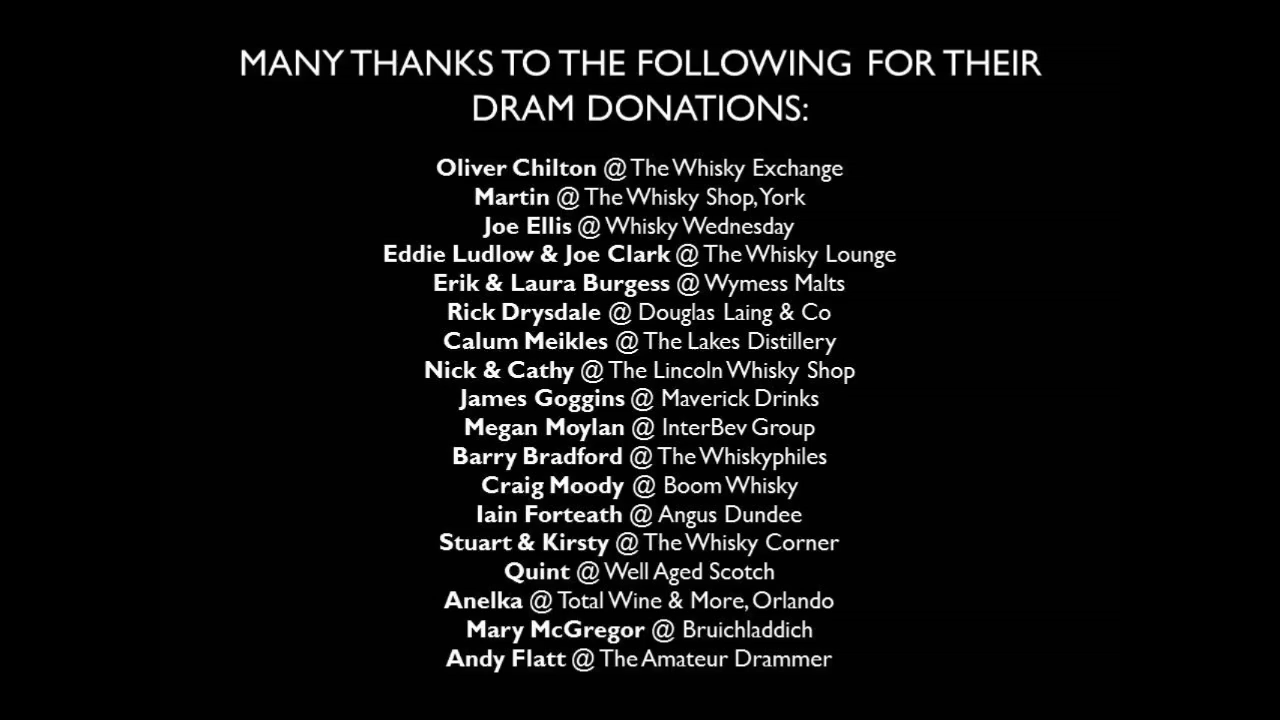 MANY THANKS TO THE FOLLOWING FOR THEIR
DRAM DONATIONS:
Oliver Chilton @ The Whisky Exchange
Martin @ The Whisky Shop, York
Joe Ellis @ Whisky Wednesday
Eddie Ludlow & Joe Clark @ The Whisky Lounge
Erik & Laura Burgess @ Wymess Malts
Rick Drysdale @ Douglas Laing & Co
Calum Meikles @ The Lakes Distillery
Nick & Cathy @ The Lincoln Whisky Shop
James Goggins @ Maverick Drinks
Megan Moylan @ InterBev Group
Barry Bradford @ The Whiskyphiles
Craig Moody @ Boom Whisky
Iain Forteath @ Angus Dundee
Stuart & Kirsty @ The Whisky Corner
Quint @ Well Aged Scotch
Anelka @ Total Wine & More, Orlando
Mary McGregor @ Bruichladdich
Andy Flatt @ The Amateur Drammer